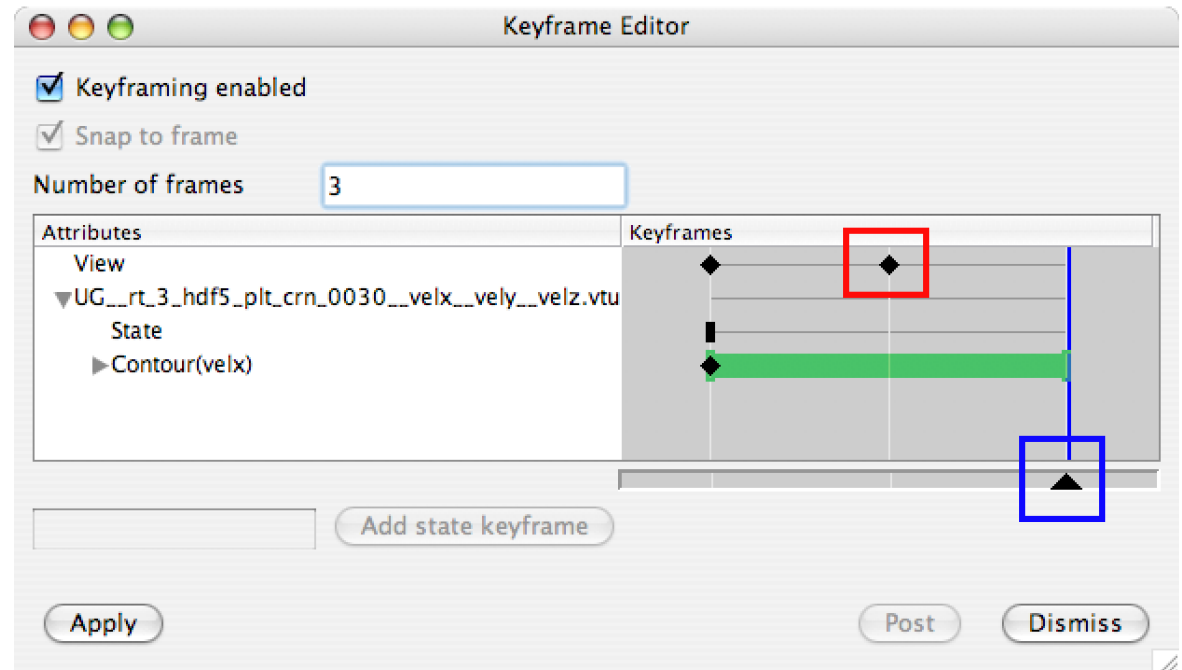 Keyframe Editor
Keyframing enabled
Snap to frame
Number of frames 3
Attributes Keyframes
View
UG__rt_3_hdf5_plt_crn_0030__velx__vely__velz.vtu
State
Contour(velx)
Add state keyframe
Apply Post Dismiss